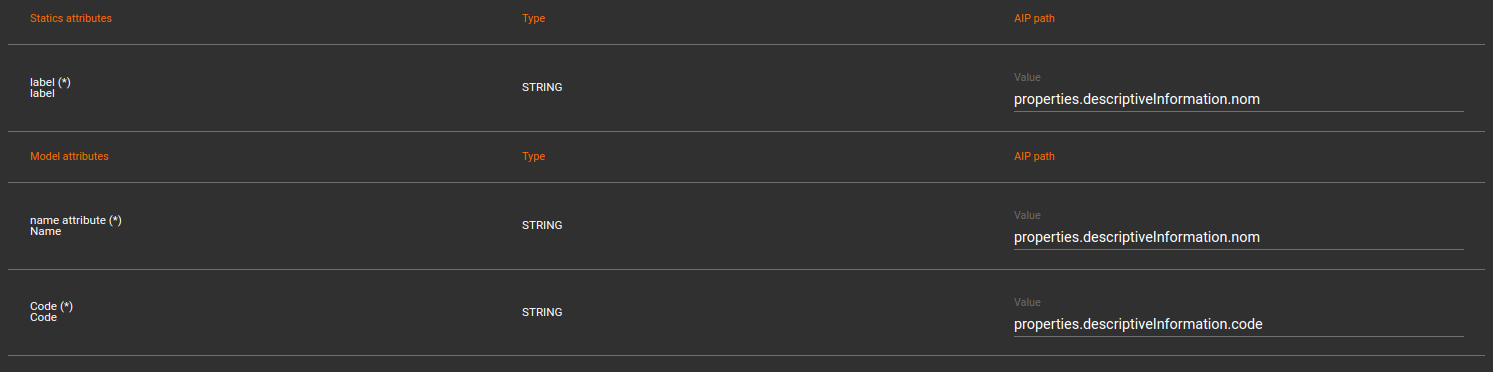 Statics attributes Type AIP path
label (*)
label
STRING
Value
properties.descriptiveInformation.nom
Model attributes Type AIP path
name attribute (*)
Name
STRING
Value
properties.descriptiveInformation.nom
Code (*)
Code
STRING
Value
properties.descriptiveInformation.code